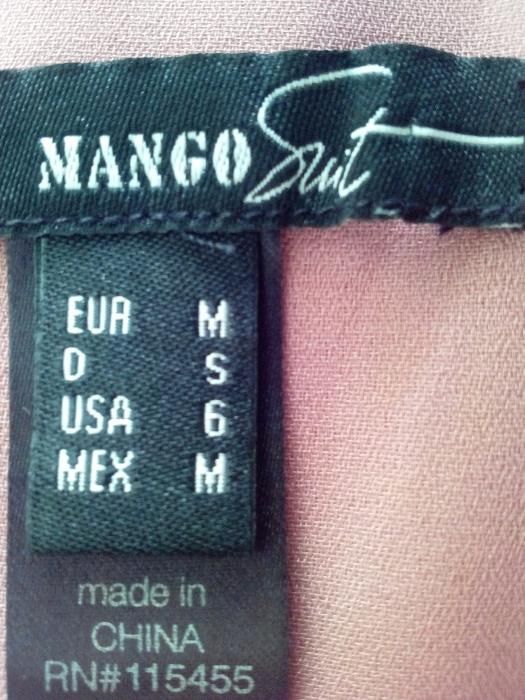 MANGO Suit
EUR M
D S
USA 6
MEX M
made in
CHINA
RN#115455